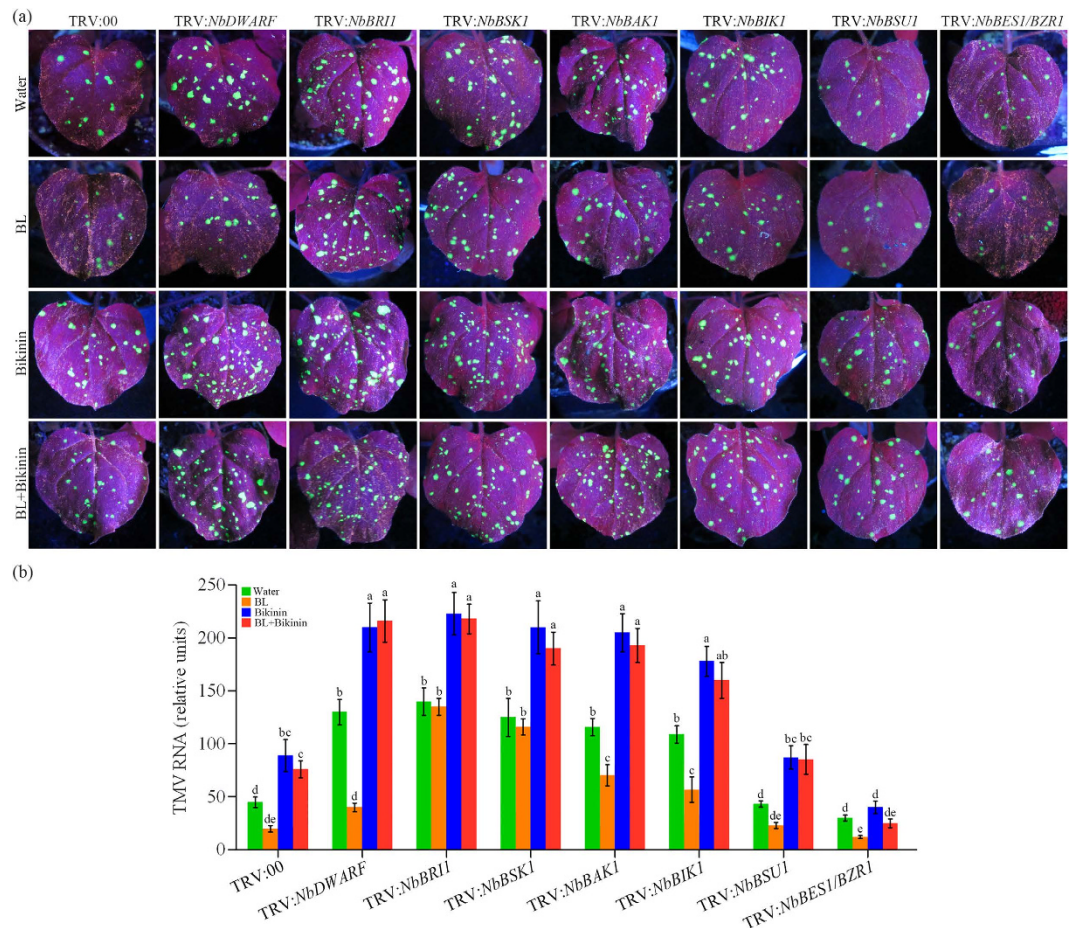 (a)
TRV:00 TRV:NbDWARF TRV:NbBRI1 TRV:NbBSK1 TRV:NbBAK1 TRV:NbBIK1 TRV:NbBSU1 TRV:NbBES1/BZR1
Water
BL
Bikinin
BL+Bikinin
(b)
TMV RNA (relative units)
250
200
150
100
50
0
Water
BL
Bikinin
BL+Bikinin
d de bc c
b d a a
b b a a
b b a a
b c a a
b c a ab
d de bc bc
d e d de
TRV:00
TRV:NbDWARF
TRV:NbBRI1
TRV:NbBSK1
TRV:NbBAK1
TRV:NbBIK1
TRV:NbBSU1
TRV:NbBES1/BZR1